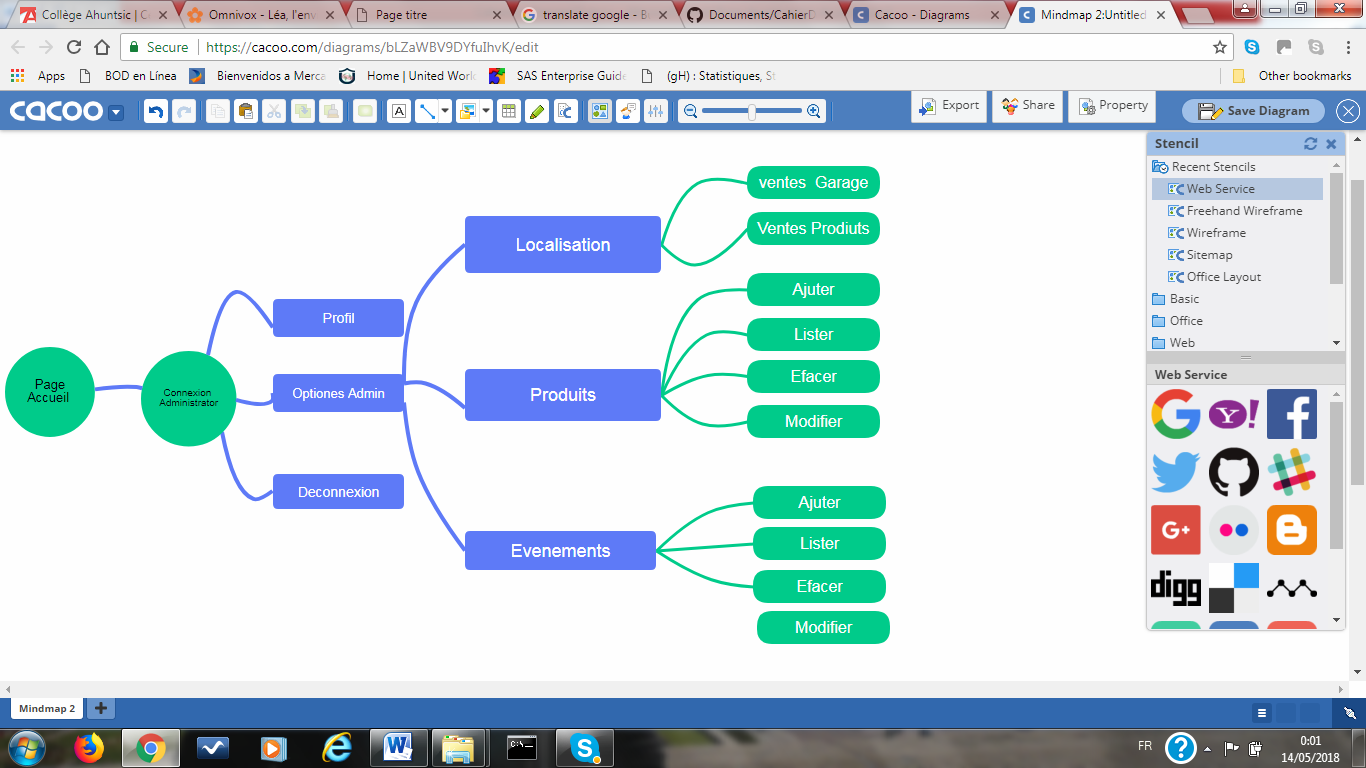 Collège Ahuntsic | C
Omnivox - Léa, l'env
Page titre
translate google - B
Documents/CahierD
Cacoo - Diagrams
Mindmap 2:Untitled
Secure
https://cacoo.com/diagrams/bLZaWBV9DYfuIhvK/edit
Apps
BOD en Línea
Bienvenidos a Merca
Home | United World
SAS Enterprise Guide
(gH) : Statistiques, St
Other bookmarks
cacoo
A
Export
Share
Property
Save Diagram
Page
Accueil
Connexion
Administrator
Profil
Optiones Admin
Deconnexion
Localisation
Produits
Evenements
ventes  Garage
Ventes Prodiuts
Ajuter
Lister
Efacer
Modifier
Ajuter
Lister
Efacer
Modifier
Stencil
Recent Stencils
Web Service
Freehand Wireframe
Wireframe
Sitemap
Office Layout
Basic
Office
Web
Web Service
G
Y!
f
G+
digg
Mindmap 2
FR
0:01
14/05/2018